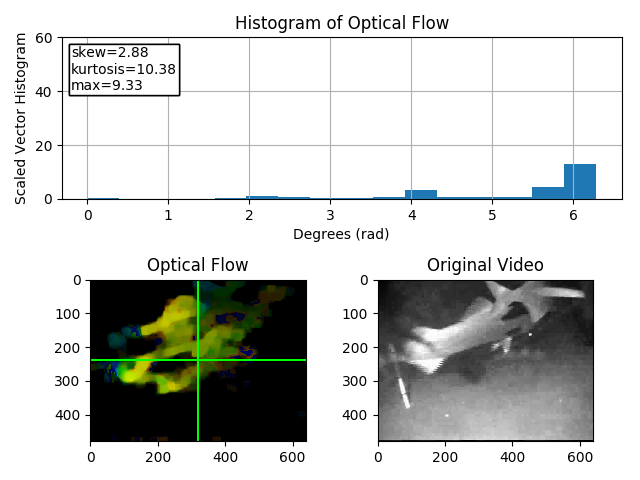 Histogram of Optical Flow
Scaled Vector Histogram
60
40
20
0
skew=2.88
kurtosis=10.38
max=9.33
0 1 2 3 4 5 6
Degrees (rad)
Optical Flow
0
100
200
300
400
0 200 400 600
Original Video
0
100
200
300
400
0 200 400 600